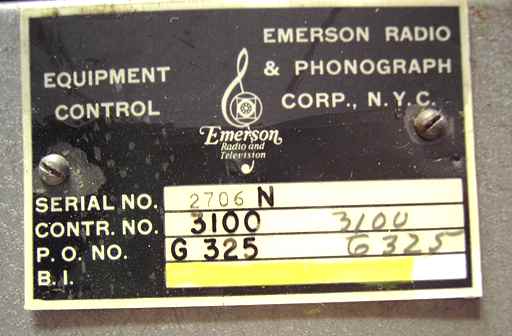 EMERSON RADIO
& PHONOGRAPH
CORP., N.Y.C.
EQUIPMENT
CONTROL
Emerson
Radio and
Television
SERIAL NO. 2706 N
CONTR. NO. 3100 3100
P. O. NO. G 325 G 325
B. I.